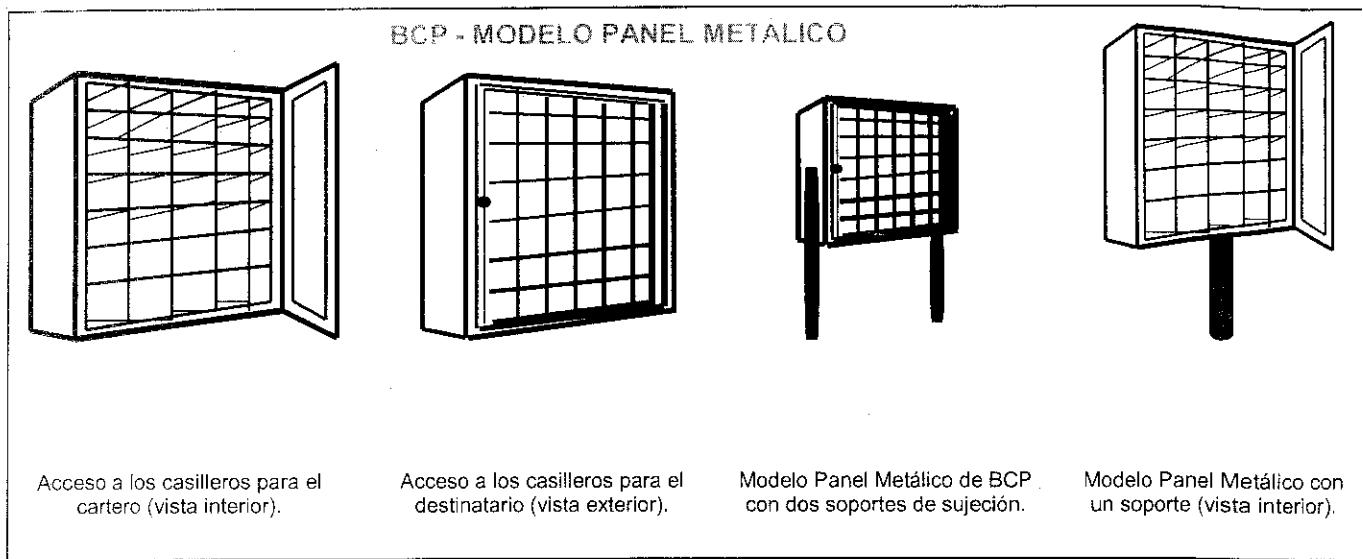 BCP - MODELO PANEL METÁLICO
Acceso a los casilleros para el
cartero (vista interior).
Acceso a los casilleros para el
destinatario (vista exterior).
Modelo Panel Metálico de BCP
con dos soportes de sujeción.
Modelo Panel Metálico con
un soporte (vista interior).